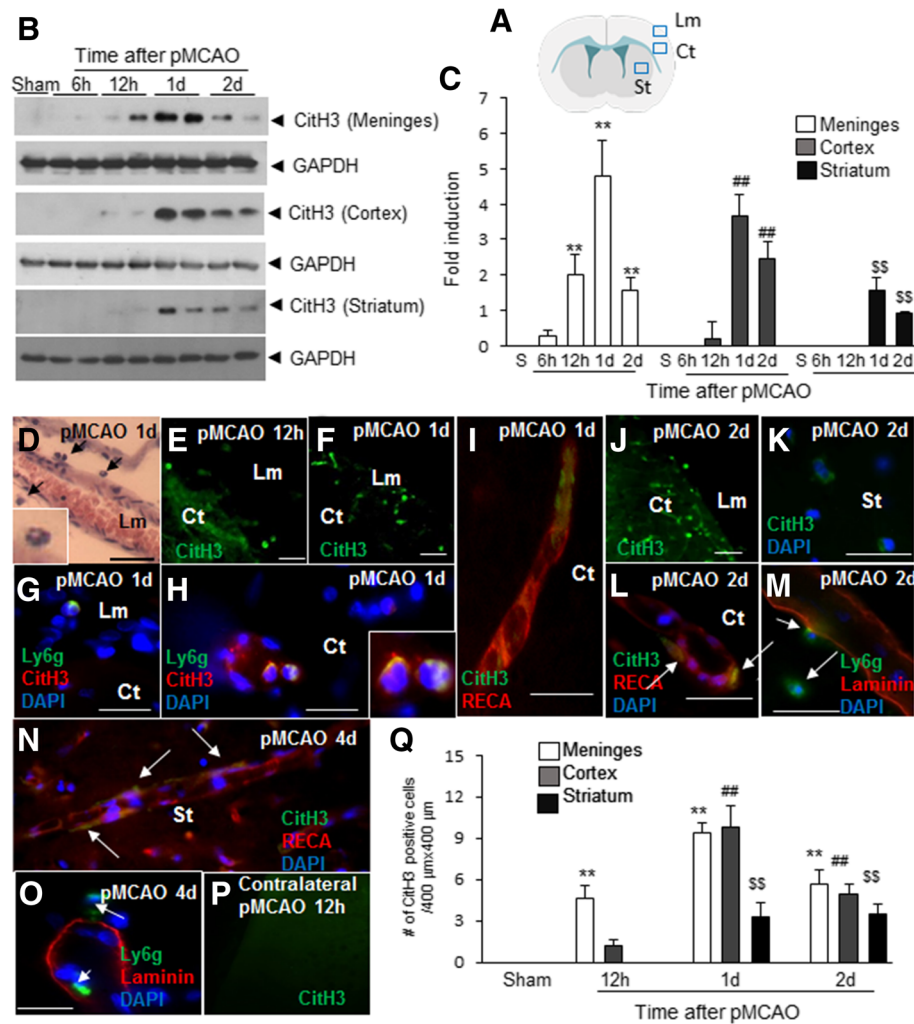 A
Lm
Ct
St
B
Time after pMCAO
Sham 6h 12h 1d 2d
CitH3 (Meninges)
GAPDH
CitH3 (Cortex)
GAPDH
CitH3 (Striatum)
GAPDH
C
Fold induction
7
6
5
4
3
2
1
0
**
**
**
##
##
$$
$$
Meninges
Cortex
Striatum
S 6h 12h 1d 2d S 6h 12h 1d 2d S 6h 12h 1d 2d
Time after pMCAO
D
pMCAO 1d
Lm
E
pMCAO 12h
Lm
Ct
CitH3
F
pMCAO 1d
Lm
Ct
CitH3
G
pMCAO 1d
Lm
Ly6g
CitH3
DAPI
Ct
H
pMCAO 1d
Ct
Ly6g
CitH3
DAPI
I
pMCAO 1d
Ct
CitH3
RECA
J
pMCAO 2d
Ct
Lm
CitH3
K
pMCAO 2d
St
CitH3
DAPI
L
pMCAO 2d
Ct
CitH3
RECA
DAPI
M
pMCAO 2d
Ly6g
Laminin
DAPI
N
pMCAO 4d
St
CitH3
RECA
DAPI
O
pMCAO 4d
Ly6g
Laminin
DAPI
P
Contralateral
pMCAO 12h
CitH3
Q
# of CitH3 positive cells
/400 µmx400 µm
15
12
9
6
3
0
Meninges
Cortex
Striatum
**
**
##
$$
**
##
$$
Sham 12h 1d 2d
Time after pMCAO